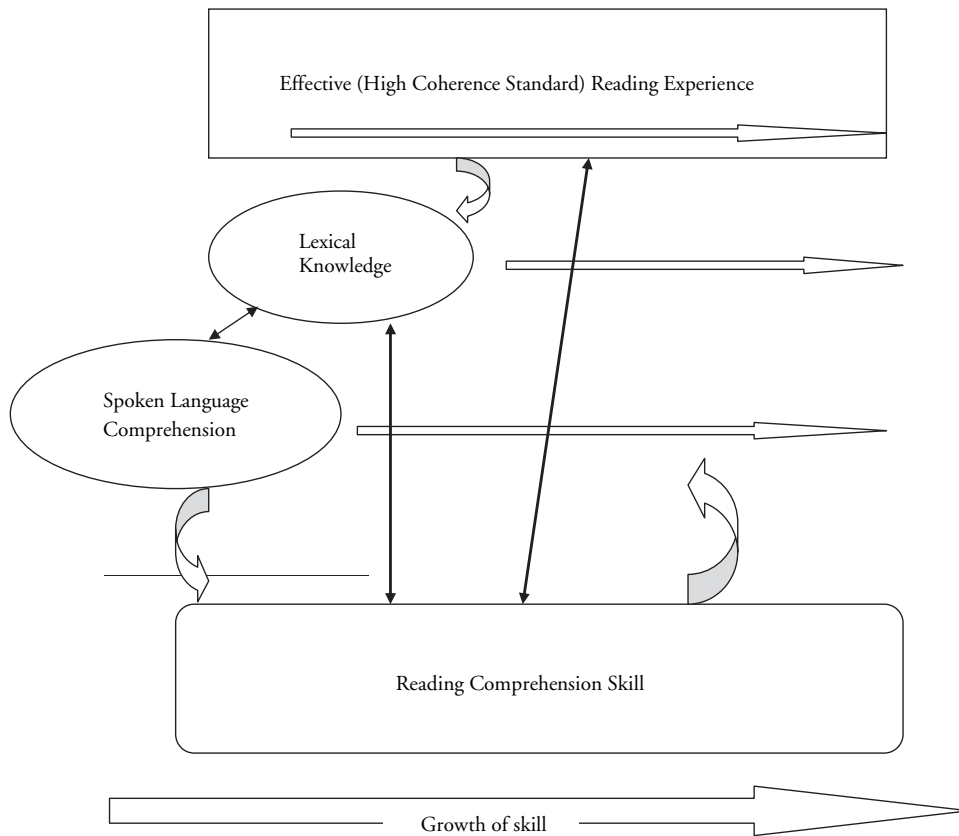 Effective (High Coherence Standard) Reading Experience
Lexical
Knowledge
Spoken Language
Comprehension
Reading Comprehension Skill
Growth of skill